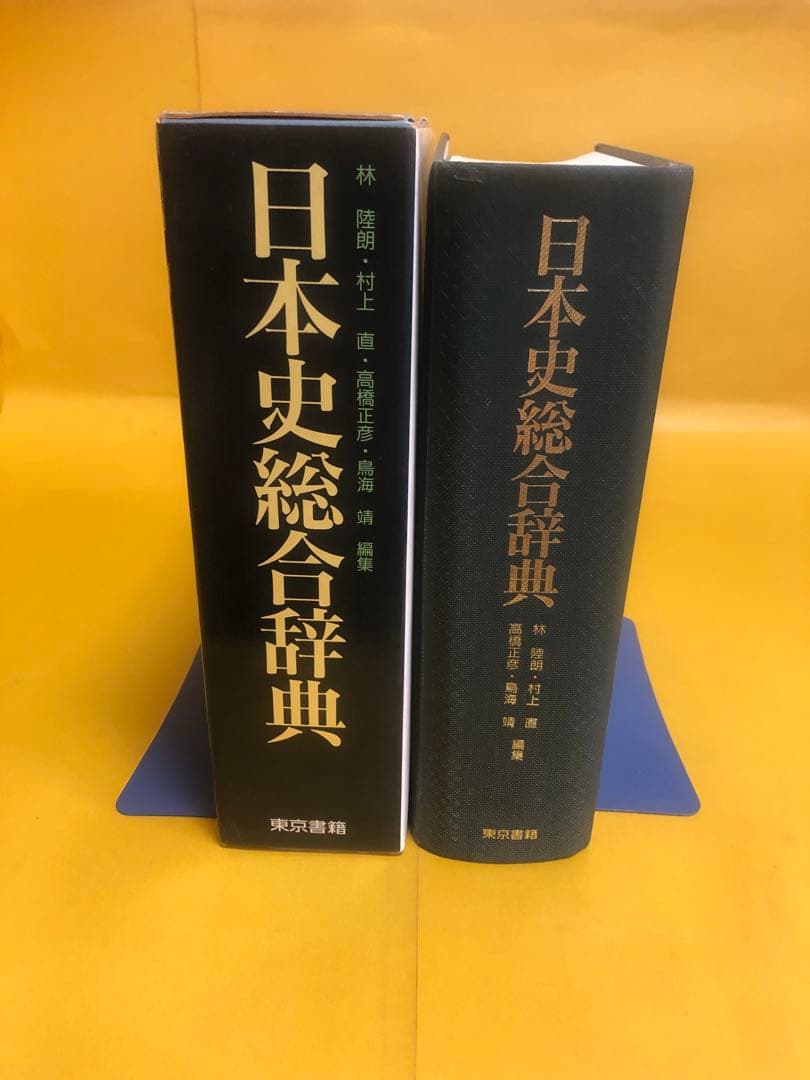 林 陸朗・村上 直・高橋正彦・鳥海 靖 編集
日本史総合辞典
東京書籍
日本史総合辞典
林 陸朗・村上 直
高橋正彦・鳥海 靖 編集
東京書籍